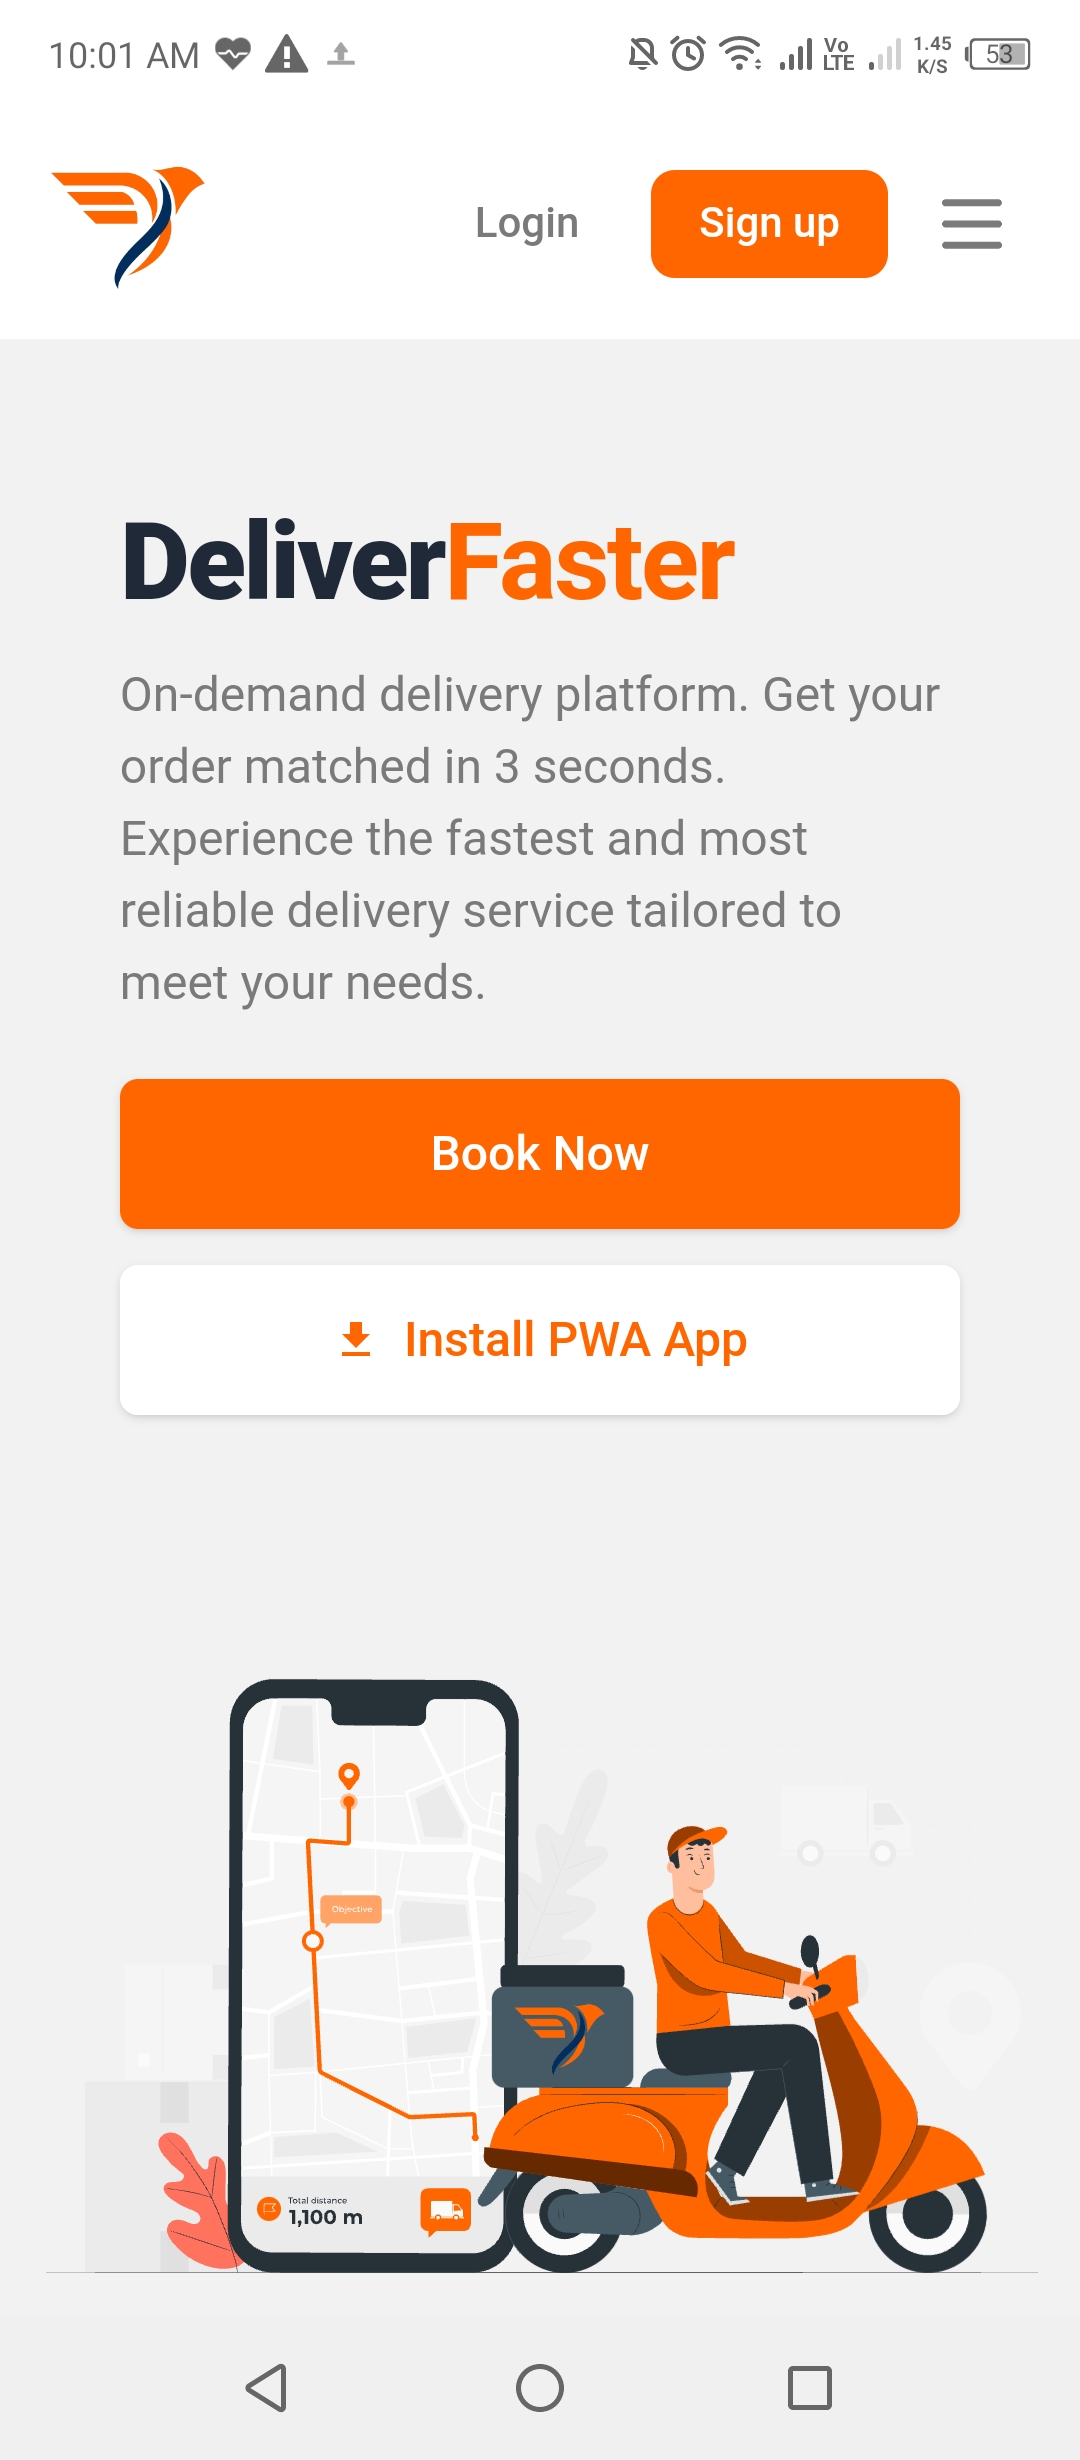 10:01 AM
Vo LTE
1.45 K/S
53
Login
Sign up
DeliverFaster
On-demand delivery platform. Get your
order matched in 3 seconds.
Experience the fastest and most
reliable delivery service tailored to
meet your needs.
Book Now
Install PWA App
Objective
Total distance
1,100 m